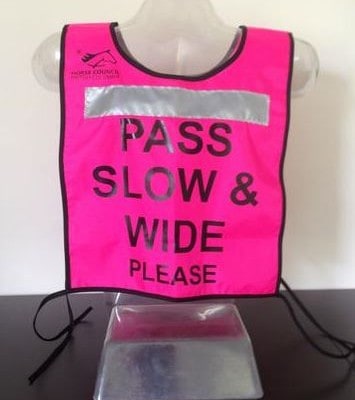 HORSE COUNCIL
PASS
SLOW &
WIDE
PLEASE